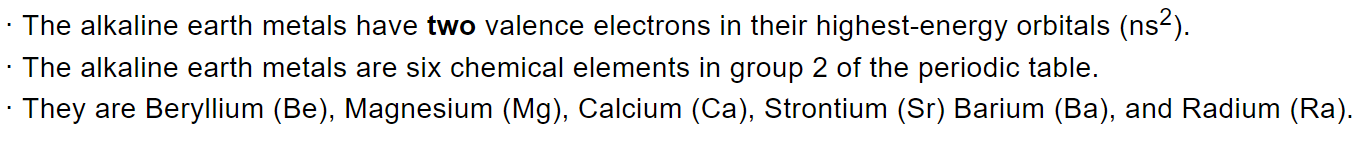 · The alkaline earth metals have two valence electrons in their highest-energy orbitals (ns²).
· The alkaline earth metals are six chemical elements in group 2 of the periodic table.
· They are Beryllium (Be), Magnesium (Mg), Calcium (Ca), Strontium (Sr) Barium (Ba), and Radium (Ra).